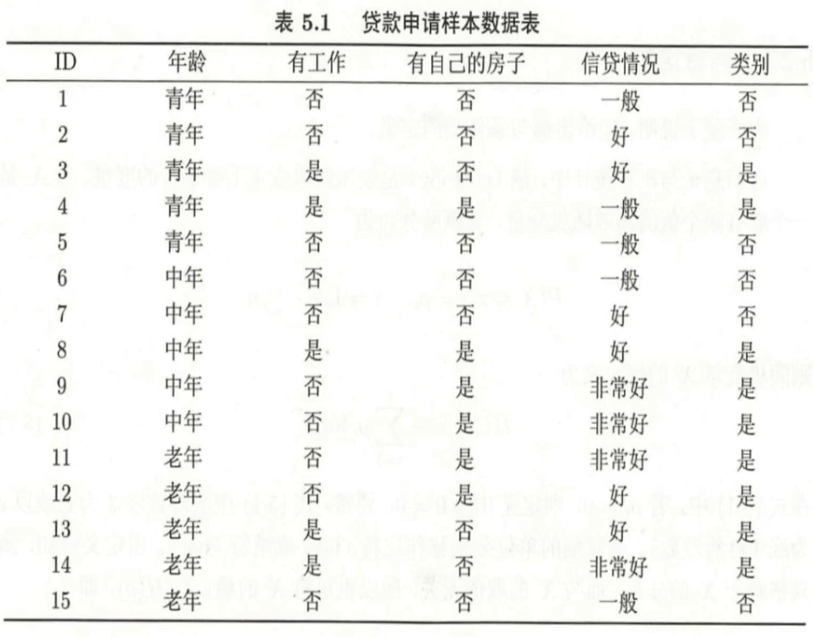 表 5.1 贷款申请样本数据表
ID 年龄 有工作 有自己的房子 信贷情况 类别
1 青年 否 否 一般 否
2 青年 否 否 好 否
3 青年 是 否 好 是
4 青年 是 是 一般 是
5 青年 否 否 一般 否
6 中年 否 否 一般 否
7 中年 否 否 好 否
8 中年 是 是 好 是
9 中年 否 是 非常好 是
10 中年 否 是 非常好 是
11 老年 否 是 非常好 是
12 老年 否 是 好 是
13 老年 是 否 好 是
14 老年 是 否 非常好 是
15 老年 否 否 一般 否